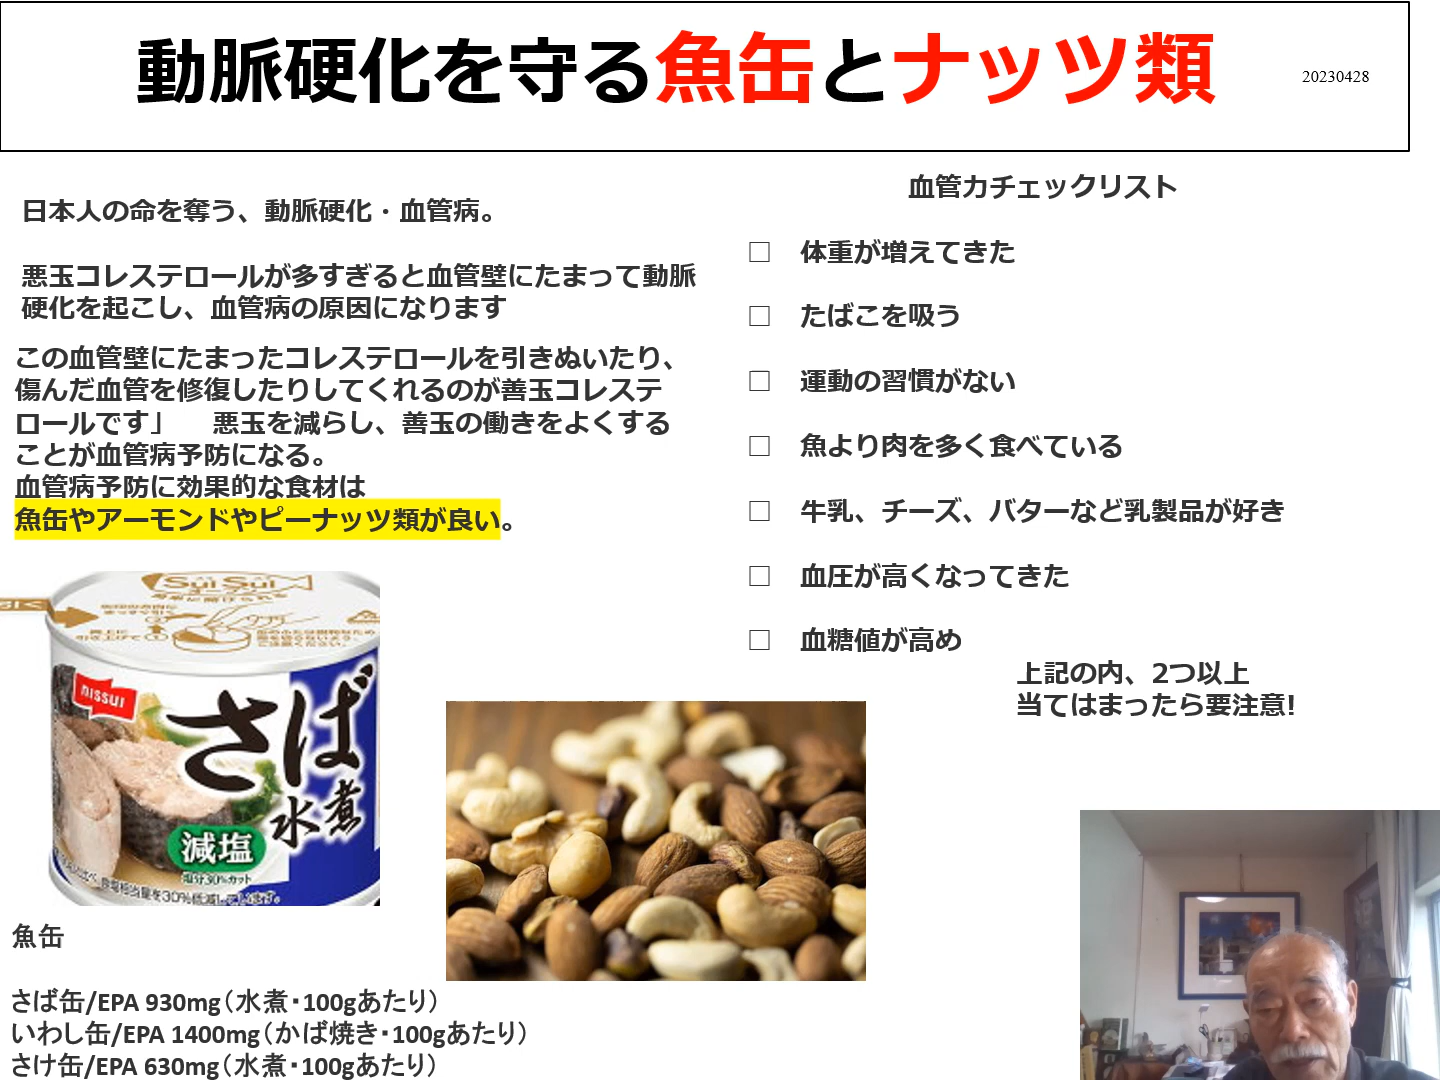 動脈硬化を守る魚缶とナッツ類
20230428
日本人の命を奪う、動脈硬化・血管病。
悪玉コレステロールが多すぎると血管壁にたまって動脈
硬化を起こし、血管病の原因になります
この血管壁にたまったコレステロールを引きぬいたり、
傷んだ血管を修復したりしてくれるのが善玉コレステ
ロールです」　悪玉を減らし、善玉の働きをよくする
ことが血管病予防になる。
血管病予防に効果的な食材は
魚缶やアーモンドやピーナッツ類が良い。
血管力チェックリスト
□ 体重が増えてきた
□ たばこを吸う
□ 運動の習慣がない
□ 魚より肉を多く食べている
□ 牛乳、チーズ、バターなど乳製品が好き
□ 血圧が高くなってきた
□ 血糖値が高め
上記の内、2つ以上
当てはまったら要注意!
SuiSui
オープン
引く
nissui
さば
水煮
減塩
塩分30%カット
魚缶
さば缶/EPA 930mg（水煮・100gあたり）
いわし缶/EPA 1400mg（かば焼き・100gあたり）
さけ缶/EPA 630mg（水煮・100gあたり）